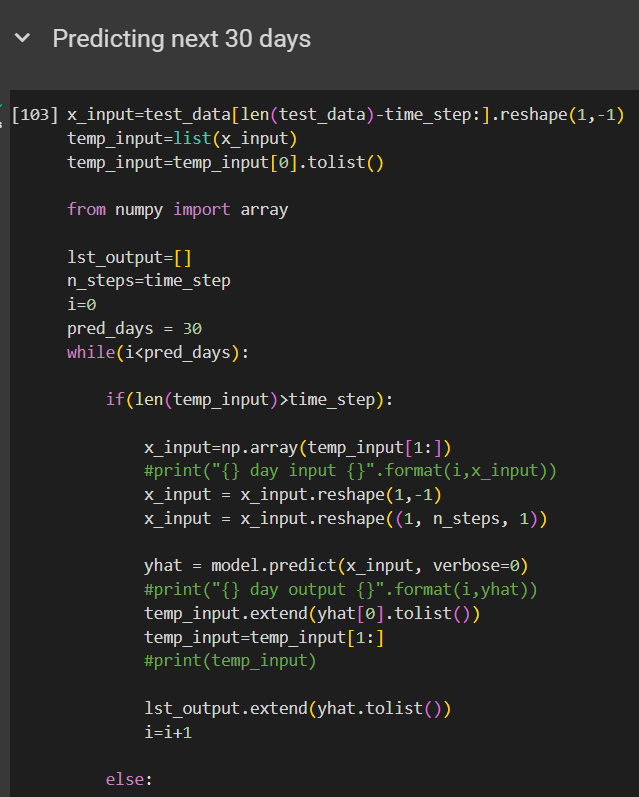 Predicting next 30 days
[103] x_input=test_data[len(test_data)-time_step:].reshape(1,-1)
temp_input=list(x_input)
temp_input=temp_input[0].tolist()
from numpy import array
lst_output=[]
n_steps=time_step
i=0
pred_days = 30
while(i<pred_days):
if(len(temp_input)>time_step):
x_input=np.array(temp_input[1:])
#print("{} day input {}".format(i,x_input))
x_input = x_input.reshape(1,-1)
x_input = x_input.reshape((1, n_steps, 1))
yhat = model.predict(x_input, verbose=0)
#print("{} day output {}".format(i,yhat))
temp_input.extend(yhat[0].tolist())
temp_input=temp_input[1:]
#print(temp_input)
lst_output.extend(yhat.tolist())
i=i+1
else: